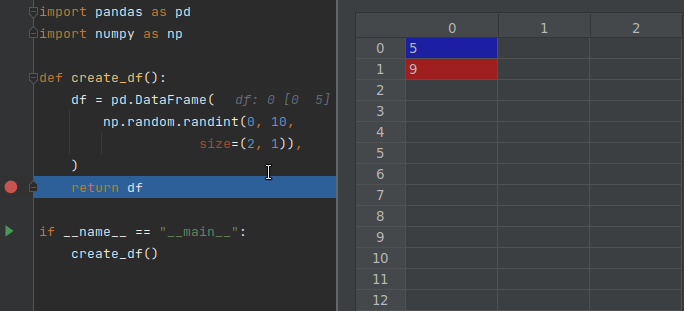 import pandas as pd
import numpy as np
def create_df():
df = pd.DataFrame( df: 0 [0 5]
np.random.randint(0, 10,
size=(2, 1)),
)
return df
if __name__ == "__main__":
create_df()
0 1 2
0 5
1 9
2
3
4
5
6
7
8
9
10
11
12